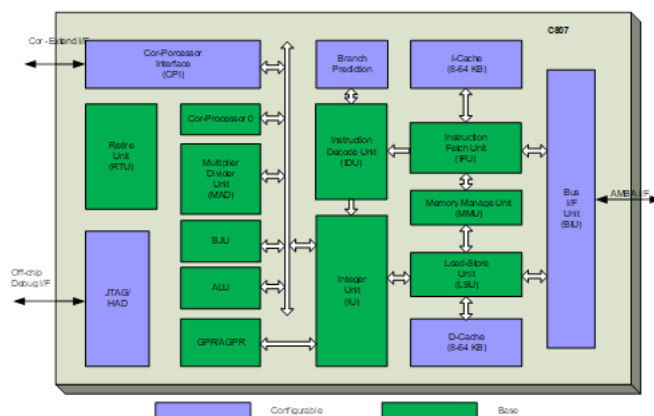 C807
Cor-Extend I/F
Cor-Porcessor
Interface
(CPI)
Branch
Prediction
I-Cache
(8-64 KB)
Retire
Unit
(RTU)
Cor-Processor 0
Multiplier
Divider
Unit
(MAD)
BJU
ALU
GPR/AGPR
Instruction
Decode Unit
(IDU)
Instruction
Fetch Unit
(IFU)
Memory Manage Unit
(MMU)
Bus
I/F
Unit
(BIU)
AMBA I/F
Off-chip
Debug I/F
JTAG/
HAD
Integer
Unit
(IU)
Load-Store
Unit
(LSU)
D-Cache
(8-64 KB)
Configurable
Base